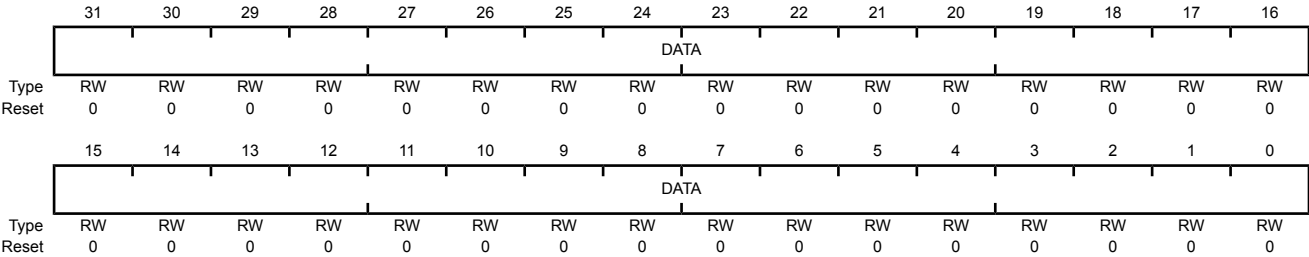 31 30 29 28 27 26 25 24 23 22 21 20 19 18 17 16
DATA
Type RW RW RW RW RW RW RW RW RW RW RW RW RW RW RW RW
Reset 0 0 0 0 0 0 0 0 0 0 0 0 0 0 0 0
15 14 13 12 11 10 9 8 7 6 5 4 3 2 1 0
DATA
Type RW RW RW RW RW RW RW RW RW RW RW RW RW RW RW RW
Reset 0 0 0 0 0 0 0 0 0 0 0 0 0 0 0 0